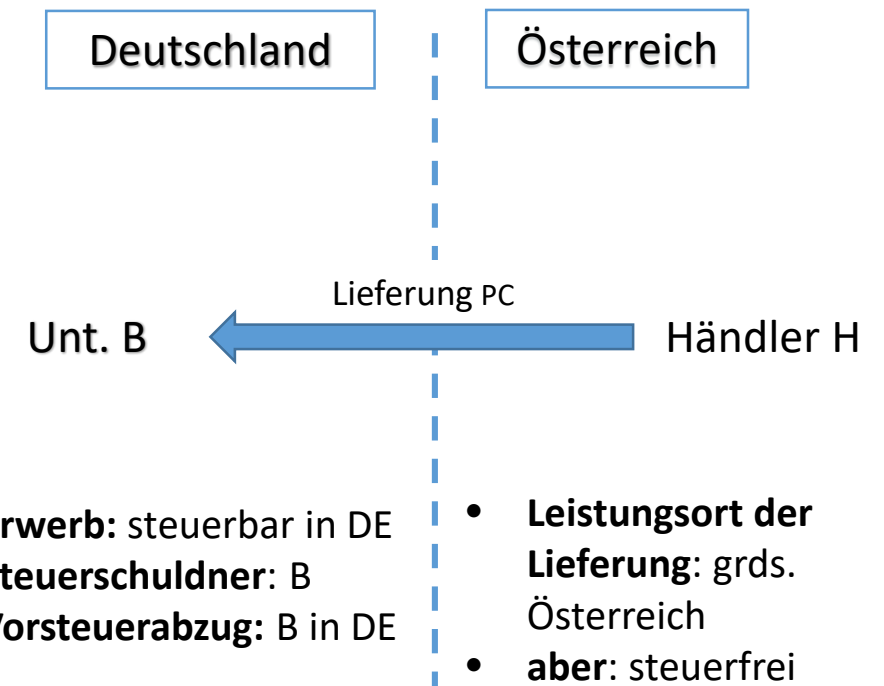 Deutschland
Österreich
Lieferung PC
Unt. B
Händler H
rwerb: steuerbar in DE
teuerschuldner: B
Vorsteuerabzug: B in DE
• Leistungsort der
Lieferung: grds.
Österreich
• aber: steuerfrei